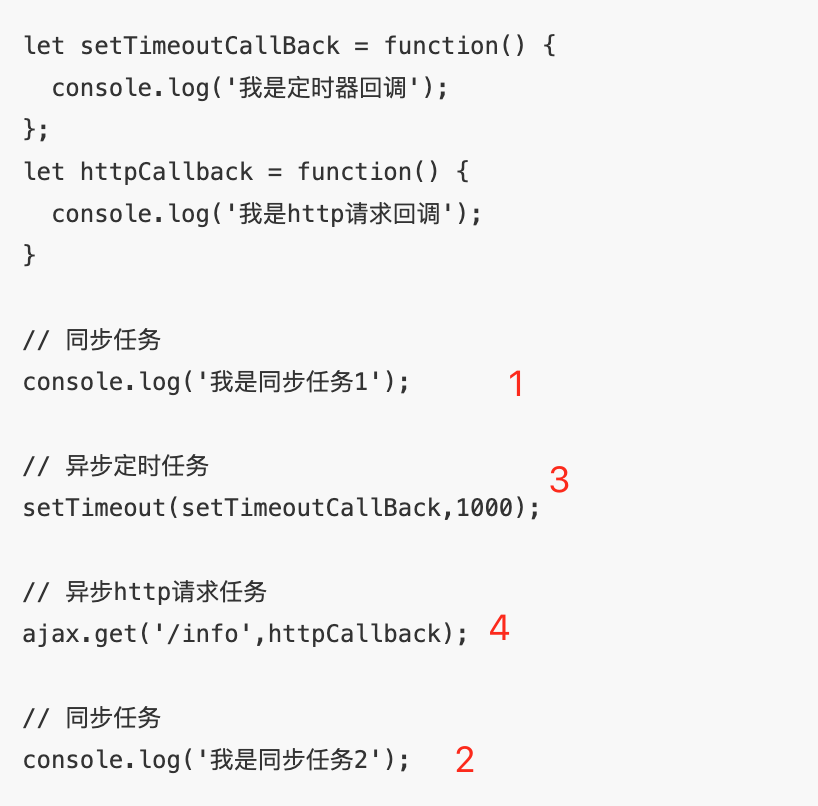 let setTimeoutCallBack = function() {
  console.log('我是定时器回调');
};
let httpCallback = function() {
  console.log('我是http请求回调');
}

// 同步任务
console.log('我是同步任务1'); 1

// 异步定时任务
setTimeout(setTimeoutCallBack,1000); 3

// 异步http请求任务
ajax.get('/info',httpCallback); 4

// 同步任务
console.log('我是同步任务2'); 2